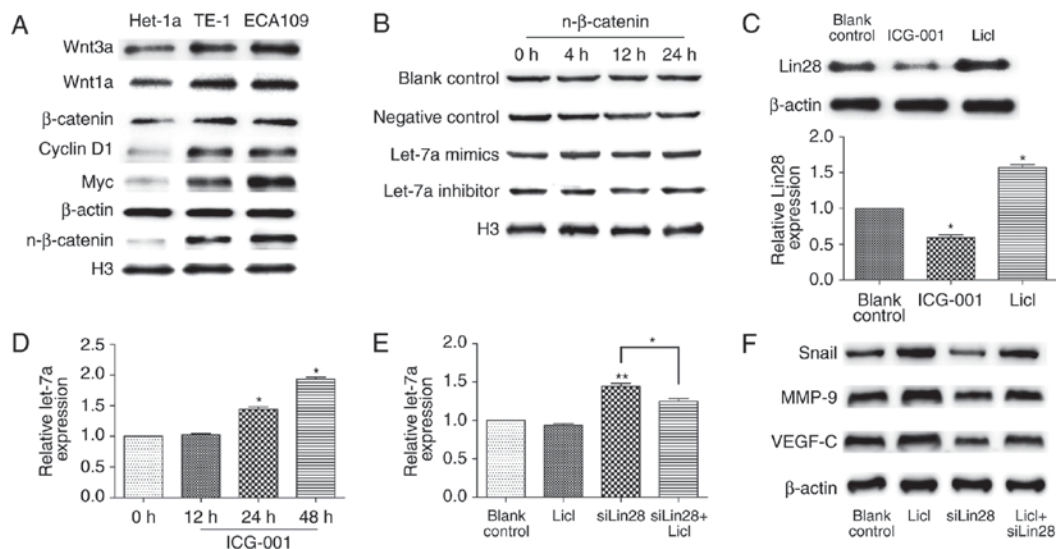 A
Het-1a TE-1 ECA109
Wnt3a
Wnt1a
β-catenin
Cyclin D1
Myc
β-actin
n-β-catenin
H3
B
n-β-catenin
0 h 4 h 12 h 24 h
Blank control
Negative control
Let-7a mimics
Let-7a inhibitor
H3
C
Blank
control ICG-001 Licl
Lin28
β-actin
Relative Lin28
expression
2.0
1.5
1.0
0.5
0.0
*
*
Blank
control ICG-001 Licl
D
Relative let-7a
expression
2.5
2.0
1.5
1.0
0.5
0.0
*
*
0 h 12 h 24 h 48 h
ICG-001
E
Relative let-7a
expression
2.0
1.5
1.0
0.5
0.0
**
*
Blank
control Licl siLin28 siLin28+
Licl
F
Snail
MMP-9
VEGF-C
β-actin
Blank
control Licl siLin28 Licl+
siLin28